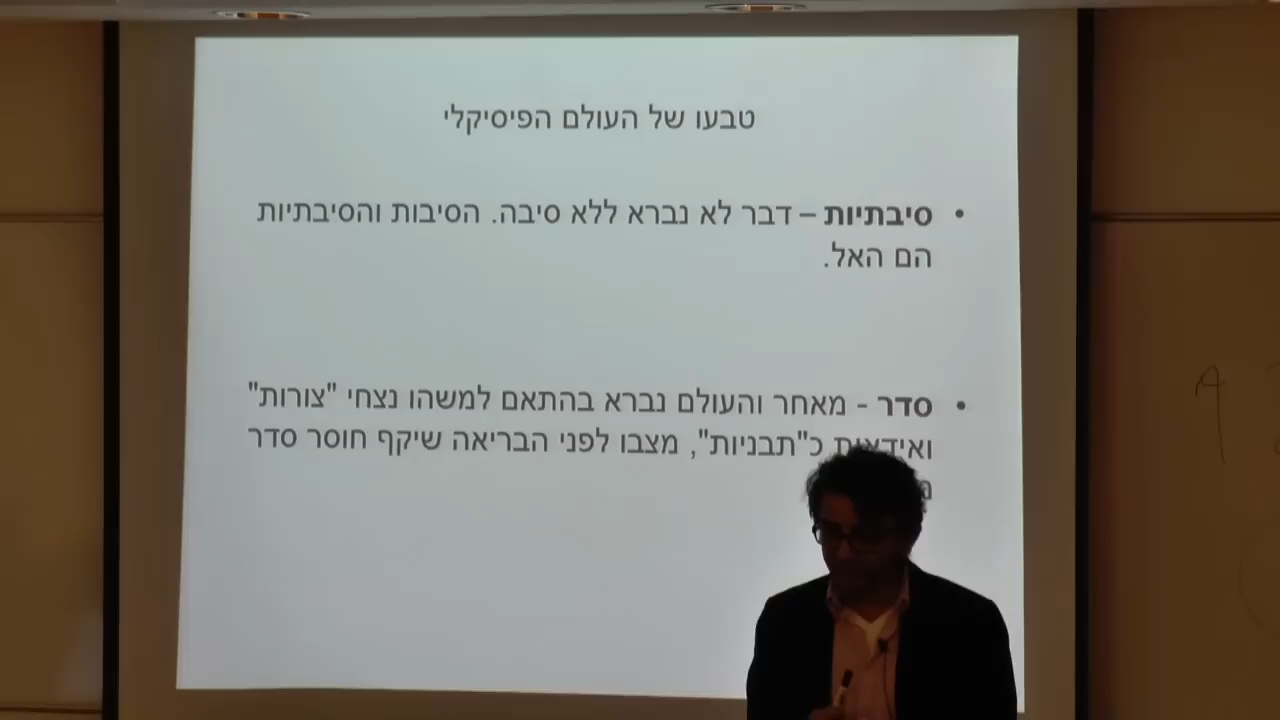 טבעו של העולם הפיסיקלי
• סיבתיות – דבר לא נברא ללא סיבה. הסיבות והסיבתיות
הם האל.
• סדר - מאחר והעולם נברא בהתאם למשהו נצחי "צורות"
ואידאות כ"תבניות", מצבו לפני הבריאה שיקף חוסר סדר